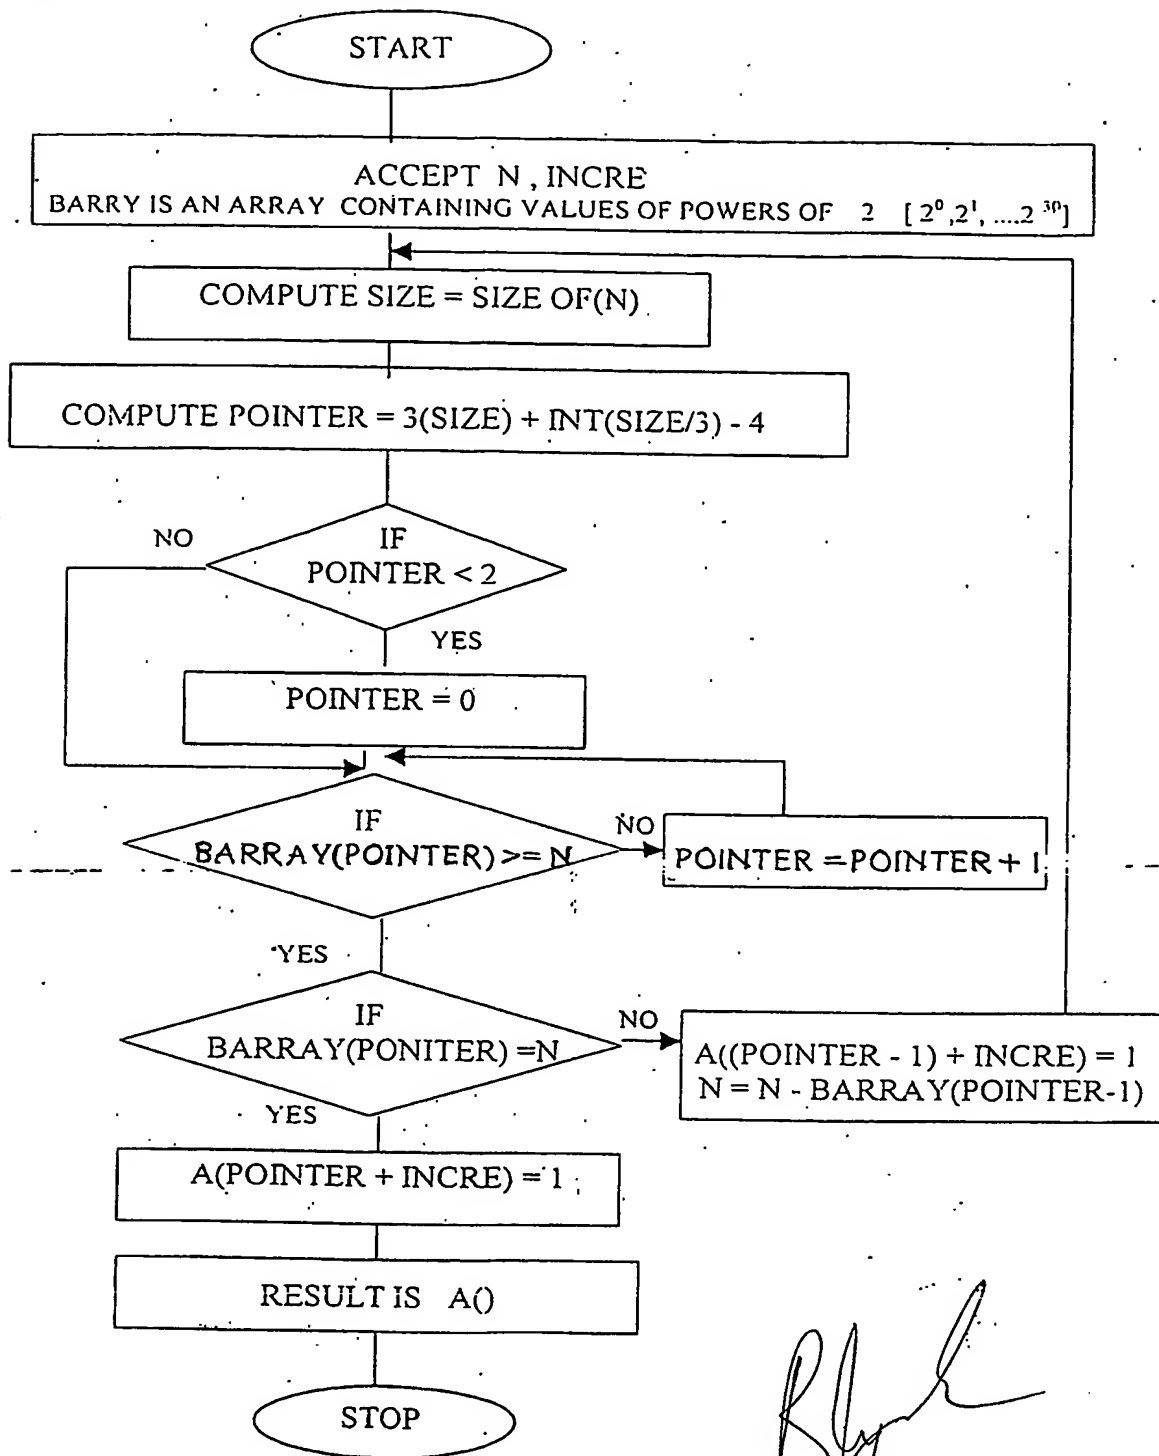 START
ACCEPT N , INCRE
BARRY IS AN ARRAY CONTAINING VALUES OF POWERS OF 2 [ 2⁰,2¹, ....2 ³⁰]
COMPUTE SIZE = SIZE OF(N)
COMPUTE POINTER = 3(SIZE) + INT(SIZE/3) - 4
NO
IF
POINTER < 2
YES
POINTER = 0
IF
BARRAY(POINTER) >= N
NO
POINTER = POINTER + 1
YES
IF
BARRAY(PONITER) =N
NO
A((POINTER - 1) + INCRE) = 1
N = N - BARRAY(POINTER-1)
YES
A(POINTER + INCRE) = 1
RESULT IS A()
STOP